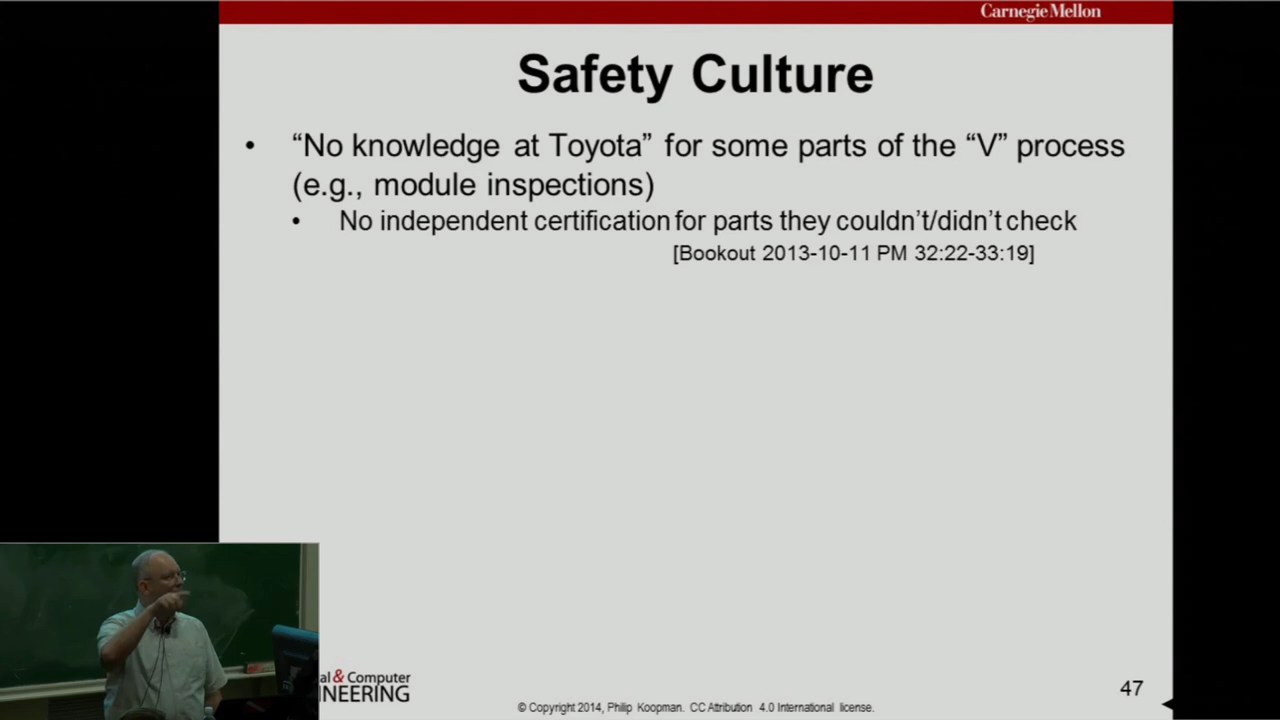 Carnegie Mellon
Safety Culture
• “No knowledge at Toyota” for some parts of the “V” process
(e.g., module inspections)
• No independent certification for parts they couldn’t/didn’t check
[Bookout 2013-10-11 PM 32:22-33:19]
al & Computer
NEERING
47
© Copyright 2014, Philip Koopman. CC Attribution 4.0 International license.